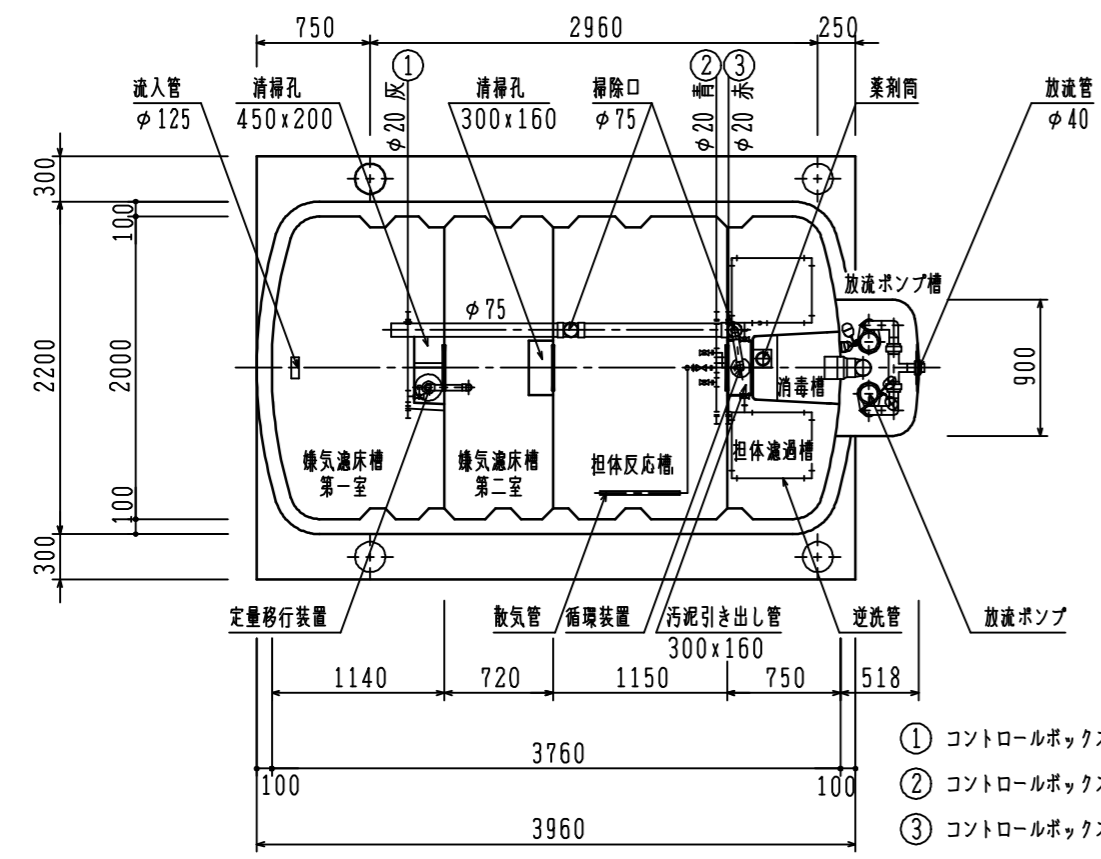 750
2960
250
流入管
φ125
清掃孔
450x200
①
φ20 灰
清掃孔
300x160
掃除口
φ75
②
φ20 青
③
φ20 赤
薬剤筒
放流管
φ40
300
100
2200
2000
100
300
φ75
放流ポンプ槽
900
消毒槽
嫌気濾床槽
第一室
嫌気濾床槽
第二室
担体反応槽
担体濾過槽
定量移行装置
散気管
循環装置
汚泥引き出し管
300x160
逆洗管
放流ポンプ
1140
720
1150
750
518
3760
100
100
3960
① コントロールボックス
② コントロールボックス
③ コントロールボックス